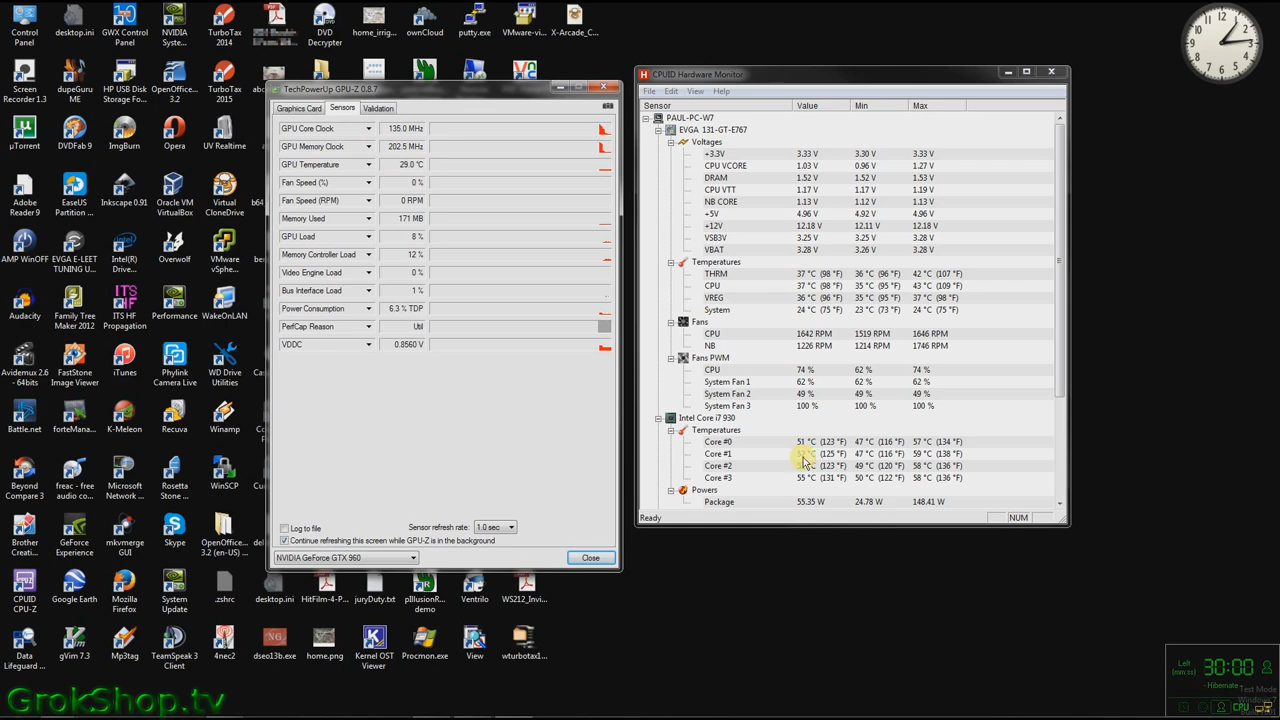 Control Panel
desktop.ini
GWX Control Panel
NVIDIA Syste...
TurboTax 2014
DVD Decrypter
home_irrig...
ownCloud
putty.exe
VMware-vi...
X-Arcade_C...
Screen Recorder 1.3
dupeGuru ME
HP USB Disk Storage Fo...
OpenOffice... 3.2
TurboTax 2015
µTorrent
DVDFab 9
ImgBurn
Opera
UV Realtime
Adobe Reader 9
EaseUS Partition ...
Inkscape 0.91
Oracle VM VirtualBox
Virtual CloneDrive
AMP WinOFF
EVGA E-LEET TUNING U...
Intel(R) Drive...
Overwolf
VMware vSphe...
Audacity
Family Tree Maker 2012
ITS HF Propagation
Performance
WakeOnLAN
Avidemux 2.6 - 64bits
FastStone Image Viewer
iTunes
Phylink Camera Live
WD Drive Utilities
Battle.net
forteMana...
K-Meleon
Recuva
Winamp
Beyond Compare 3
freac - free audio co...
Microsoft Network ...
Rosetta Stone ...
WinSCP
Brother Creati...
GeForce Experience
mkvmerge GUI
Skype
OpenOffice... 3.2 (en-US) ...
CPUID CPU-Z
Google Earth
Mozilla Firefox
System Update
.zshrc
desktop.ini
HitFilm-4-P...
juryDuty.txt
pIllusionR... demo
Ventrilo
WS212_Invi...
Data Lifeguard ...
gVim 7.3
Mp3tag
TeamSpeak 3 Client
4nec2
dseo13b.exe
home.png
Kernel OST Viewer
Procmon.exe
View
wturbotax1...
TechPowerUp GPU-Z 0.8.7
Graphics Card Sensors Validation
GPU Core Clock 135.0 MHz
GPU Memory Clock 202.5 MHz
GPU Temperature 29.0 °C
Fan Speed (%) 0 %
Fan Speed (RPM) 0 RPM
Memory Used 171 MB
GPU Load 8 %
Memory Controller Load 12 %
Video Engine Load 0 %
Bus Interface Load 1 %
Power Consumption 6.3 % TDP
PerfCap Reason Util
VDDC 0.8560 V
Log to file
Sensor refresh rate: 1.0 sec
Continue refreshing this screen while GPU-Z is in the background
NVIDIA GeForce GTX 960
Close
CPUID Hardware Monitor
File Edit View Help
Sensor Value Min Max
PAUL-PC-W7
EVGA 131-GT-E767
Voltages
+3.3V 3.33 V 3.30 V 3.33 V
CPU VCORE 1.03 V 0.96 V 1.27 V
DRAM 1.52 V 1.52 V 1.53 V
CPU VTT 1.17 V 1.17 V 1.17 V
NB CORE 1.13 V 1.12 V 1.13 V
+5V 4.96 V 4.92 V 4.96 V
+12V 12.18 V 12.11 V 12.18 V
VSB3V 3.25 V 3.25 V 3.28 V
VBAT 3.28 V 3.26 V 3.28 V
Temperatures
THRM 37 °C (98 °F) 36 °C (96 °F) 42 °C (107 °F)
CPU 37 °C (98 °F) 35 °C (95 °F) 43 °C (109 °F)
VREG 36 °C (96 °F) 35 °C (95 °F) 37 °C (98 °F)
System 24 °C (75 °F) 23 °C (73 °F) 24 °C (75 °F)
Fans
CPU 1642 RPM 1519 RPM 1646 RPM
NB 1226 RPM 1214 RPM 1746 RPM
Fans PWM
CPU 74 % 62 % 74 %
System Fan 1 62 % 62 % 62 %
System Fan 2 49 % 49 % 49 %
System Fan 3 100 % 100 % 100 %
Intel Core i7 930
Temperatures
Core #0 51 °C (123 °F) 47 °C (116 °F) 57 °C (134 °F)
Core #1 (125 °F) 47 °C (116 °F) 59 °C (138 °F)
Core #2 (123 °F) 49 °C (120 °F) 58 °C (136 °F)
Core #3 55 °C (131 °F) 50 °C (122 °F) 58 °C (136 °F)
Powers
Package 55.35 W 24.78 W 148.41 W
Ready NUM
Left (mm:ss) 30:00
- Hibernate -
Test Mode
Windows 7
CPU
GrokShop.tv